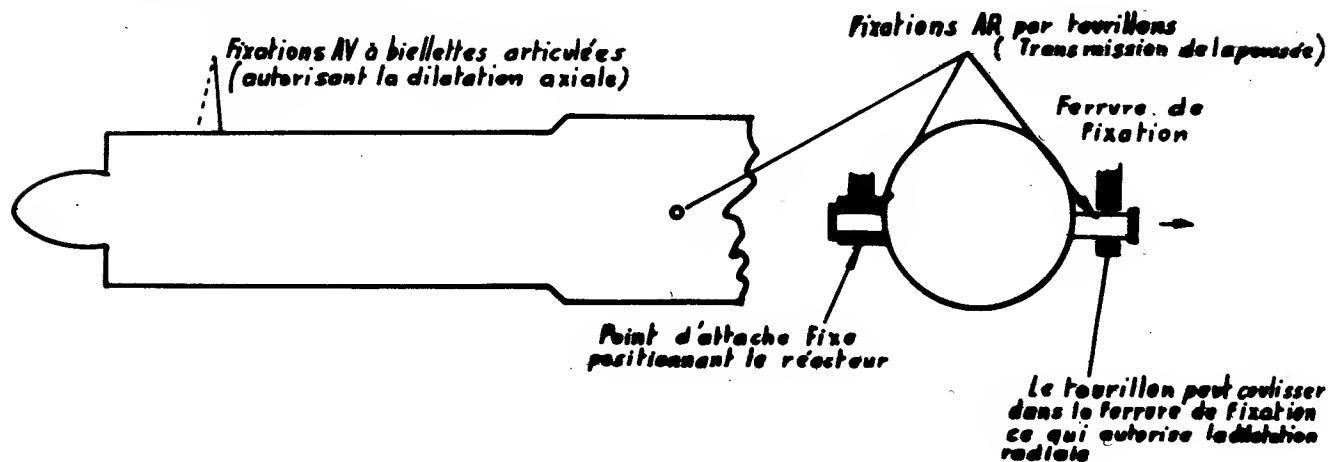 Fixations AV à biellettes articulées
(autorisant la dilatation axiale)
Fixations AR par tourillons
( Transmission de la poussée)
Ferrure de
Fixation
Point d'attache Fixe
positionnant le réacteur
Le tourillon peut coulisser
dans la Ferrure de Fixation
ce qui autorise la dilatation
radiale